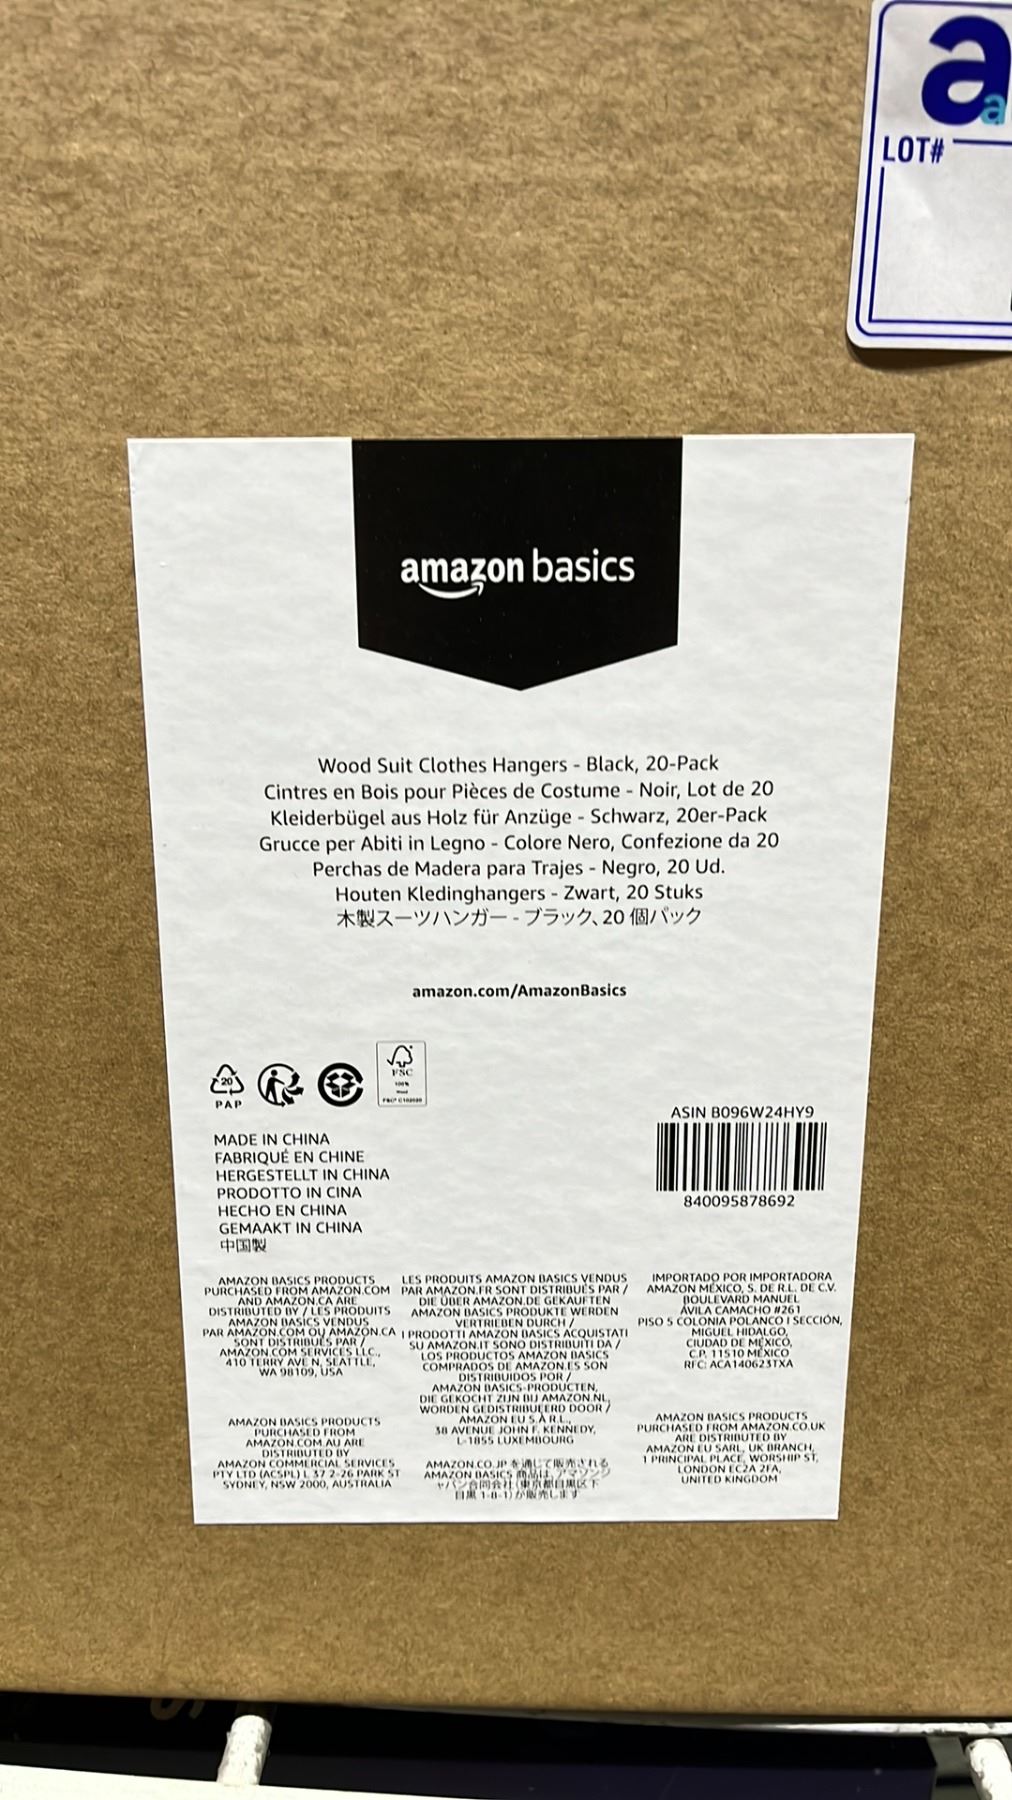 a
a
LOT#
amazon basics
Wood Suit Clothes Hangers - Black, 20-Pack
Cintres en Bois pour Pièces de Costume - Noir, Lot de 20
Kleiderbügel aus Holz für Anzüge - Schwarz, 20er-Pack
Grucce per Abiti in Legno - Colore Nero, Confezione da 20
Perchas de Madera para Trajes - Negro, 20 Ud.
Houten Kledinghangers - Zwart, 20 Stuks
木製スーツハンガー - ブラック、20 個パック
amazon.com/AmazonBasics
20
PAP
FSC
100%
FSC® C102020
MADE IN CHINA
FABRIQUÉ EN CHINE
HERGESTELLT IN CHINA
PRODOTTO IN CINA
HECHO EN CHINA
GEMAAKT IN CHINA
中国製
ASIN B096W24HY9
840095878692
AMAZON BASICS PRODUCTS
PURCHASED FROM AMAZON.COM
AND AMAZON.CA ARE
DISTRIBUTED BY / LES PRODUITS
AMAZON BASICS VENDUS
PAR AMAZON.COM OU AMAZON.CA
SONT DISTRIBUÉS PAR /
AMAZON.COM SERVICES LLC.,
410 TERRY AVE N, SEATTLE,
WA 98109, USA
LES PRODUITS AMAZON BASICS VENDUS
PAR AMAZON.FR SONT DISTRIBUÉS PAR /
DIE ÜBER AMAZON.DE GEKAUFTEN
AMAZON BASICS PRODUKTE WERDEN
VERTRIEBEN DURCH /
I PRODOTTI AMAZON BASICS ACQUISTATI
SU AMAZON.IT SONO DISTRIBUITI DA /
LOS PRODUCTOS AMAZON BASICS
COMPRADOS DE AMAZON.ES SON
DISTRIBUIDOS POR /
AMAZON BASICS-PRODUCTEN,
DIE GEKOCHT ZIJN BIJ AMAZON.NL,
WORDEN GEDISTRIBUEERD DOOR /
AMAZON EU S.À R.L.,
38 AVENUE JOHN F. KENNEDY,
L-1855 LUXEMBOURG
IMPORTADO POR IMPORTADORA
AMAZON MÉXICO, S. DE R.L. DE C.V.
BOULEVARD MANUEL
ÁVILA CAMACHO #261
PISO 5 COLONIA POLANCO I SECCIÓN,
MIGUEL HIDALGO,
CIUDAD DE MÉXICO,
C.P. 11510 MÉXICO
RFC: ACA140623TXA
AMAZON BASICS PRODUCTS
PURCHASED FROM
AMAZON.COM.AU ARE
DISTRIBUTED BY
AMAZON COMMERCIAL SERVICES
PTY LTD (ACSPL) L 37 2-26 PARK ST
SYDNEY, NSW 2000, AUSTRALIA
AMAZON.CO.JP を通じて販売される
AMAZON BASICS 商品は、アマゾンジ
ャパン合同会社(東京都目黒区下
目黒 1-8-1)が販売します
AMAZON BASICS PRODUCTS
PURCHASED FROM AMAZON.CO.UK
ARE DISTRIBUTED BY
AMAZON EU SARL, UK BRANCH,
1 PRINCIPAL PLACE, WORSHIP ST,
LONDON EC2A 2FA,
UNITED KINGDOM